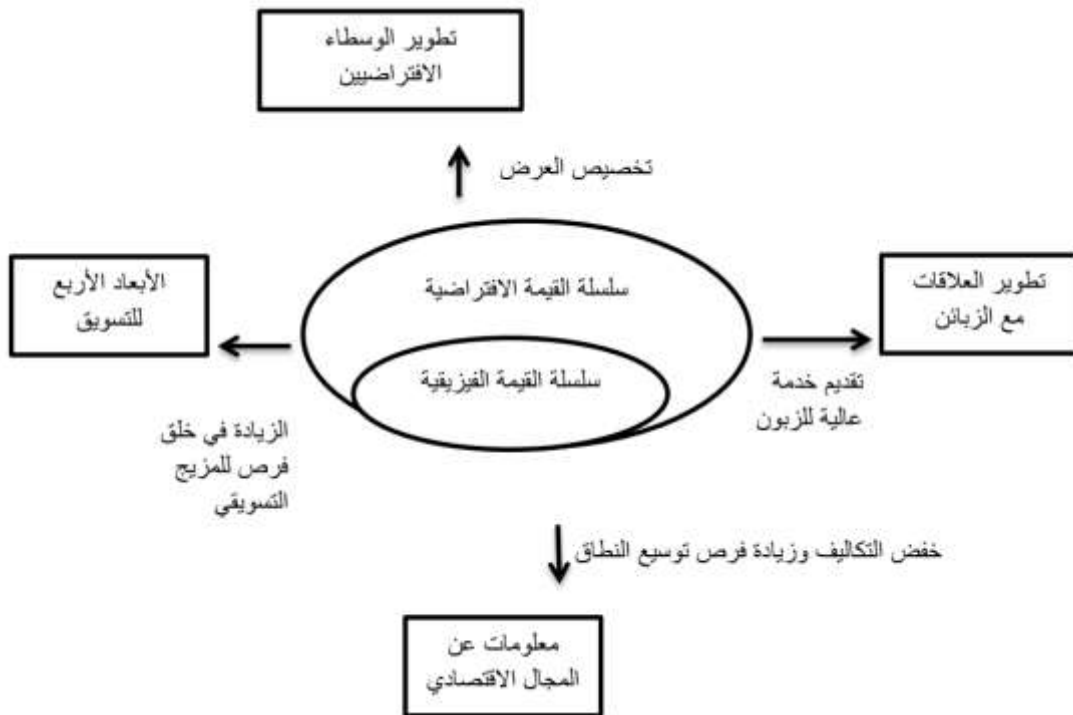 تطوير الوسطاء
الافتراضيين
تخصيص العرض
تطوير العلاقات
مع الزبائن
سلسلة القيمة الافتراضية
الأبعاد الأربع
للتسويق
سلسلة القيمة الفيزيقية
تقديم خدمة
عالية للزبون
الزيادة في خلق
فرص للمزيج
التسويقي
خفض التكاليف وزيادة فرص توسيع النطاق
معلومات عن
المجال الاقتصادي